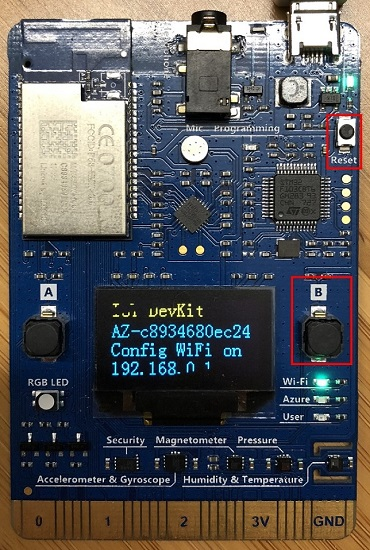 Mic
Programming
Reset
A
B
IoT DevKit
AZ-c8934680ec24
Config WiFi on
192.168.0.1
RGB LED
Wi-Fi
Azure
User
Security
Magnetometer
Pressure
Accelerometer & Gyroscope
Humidity & Temperature
0
1
2
3V
GND